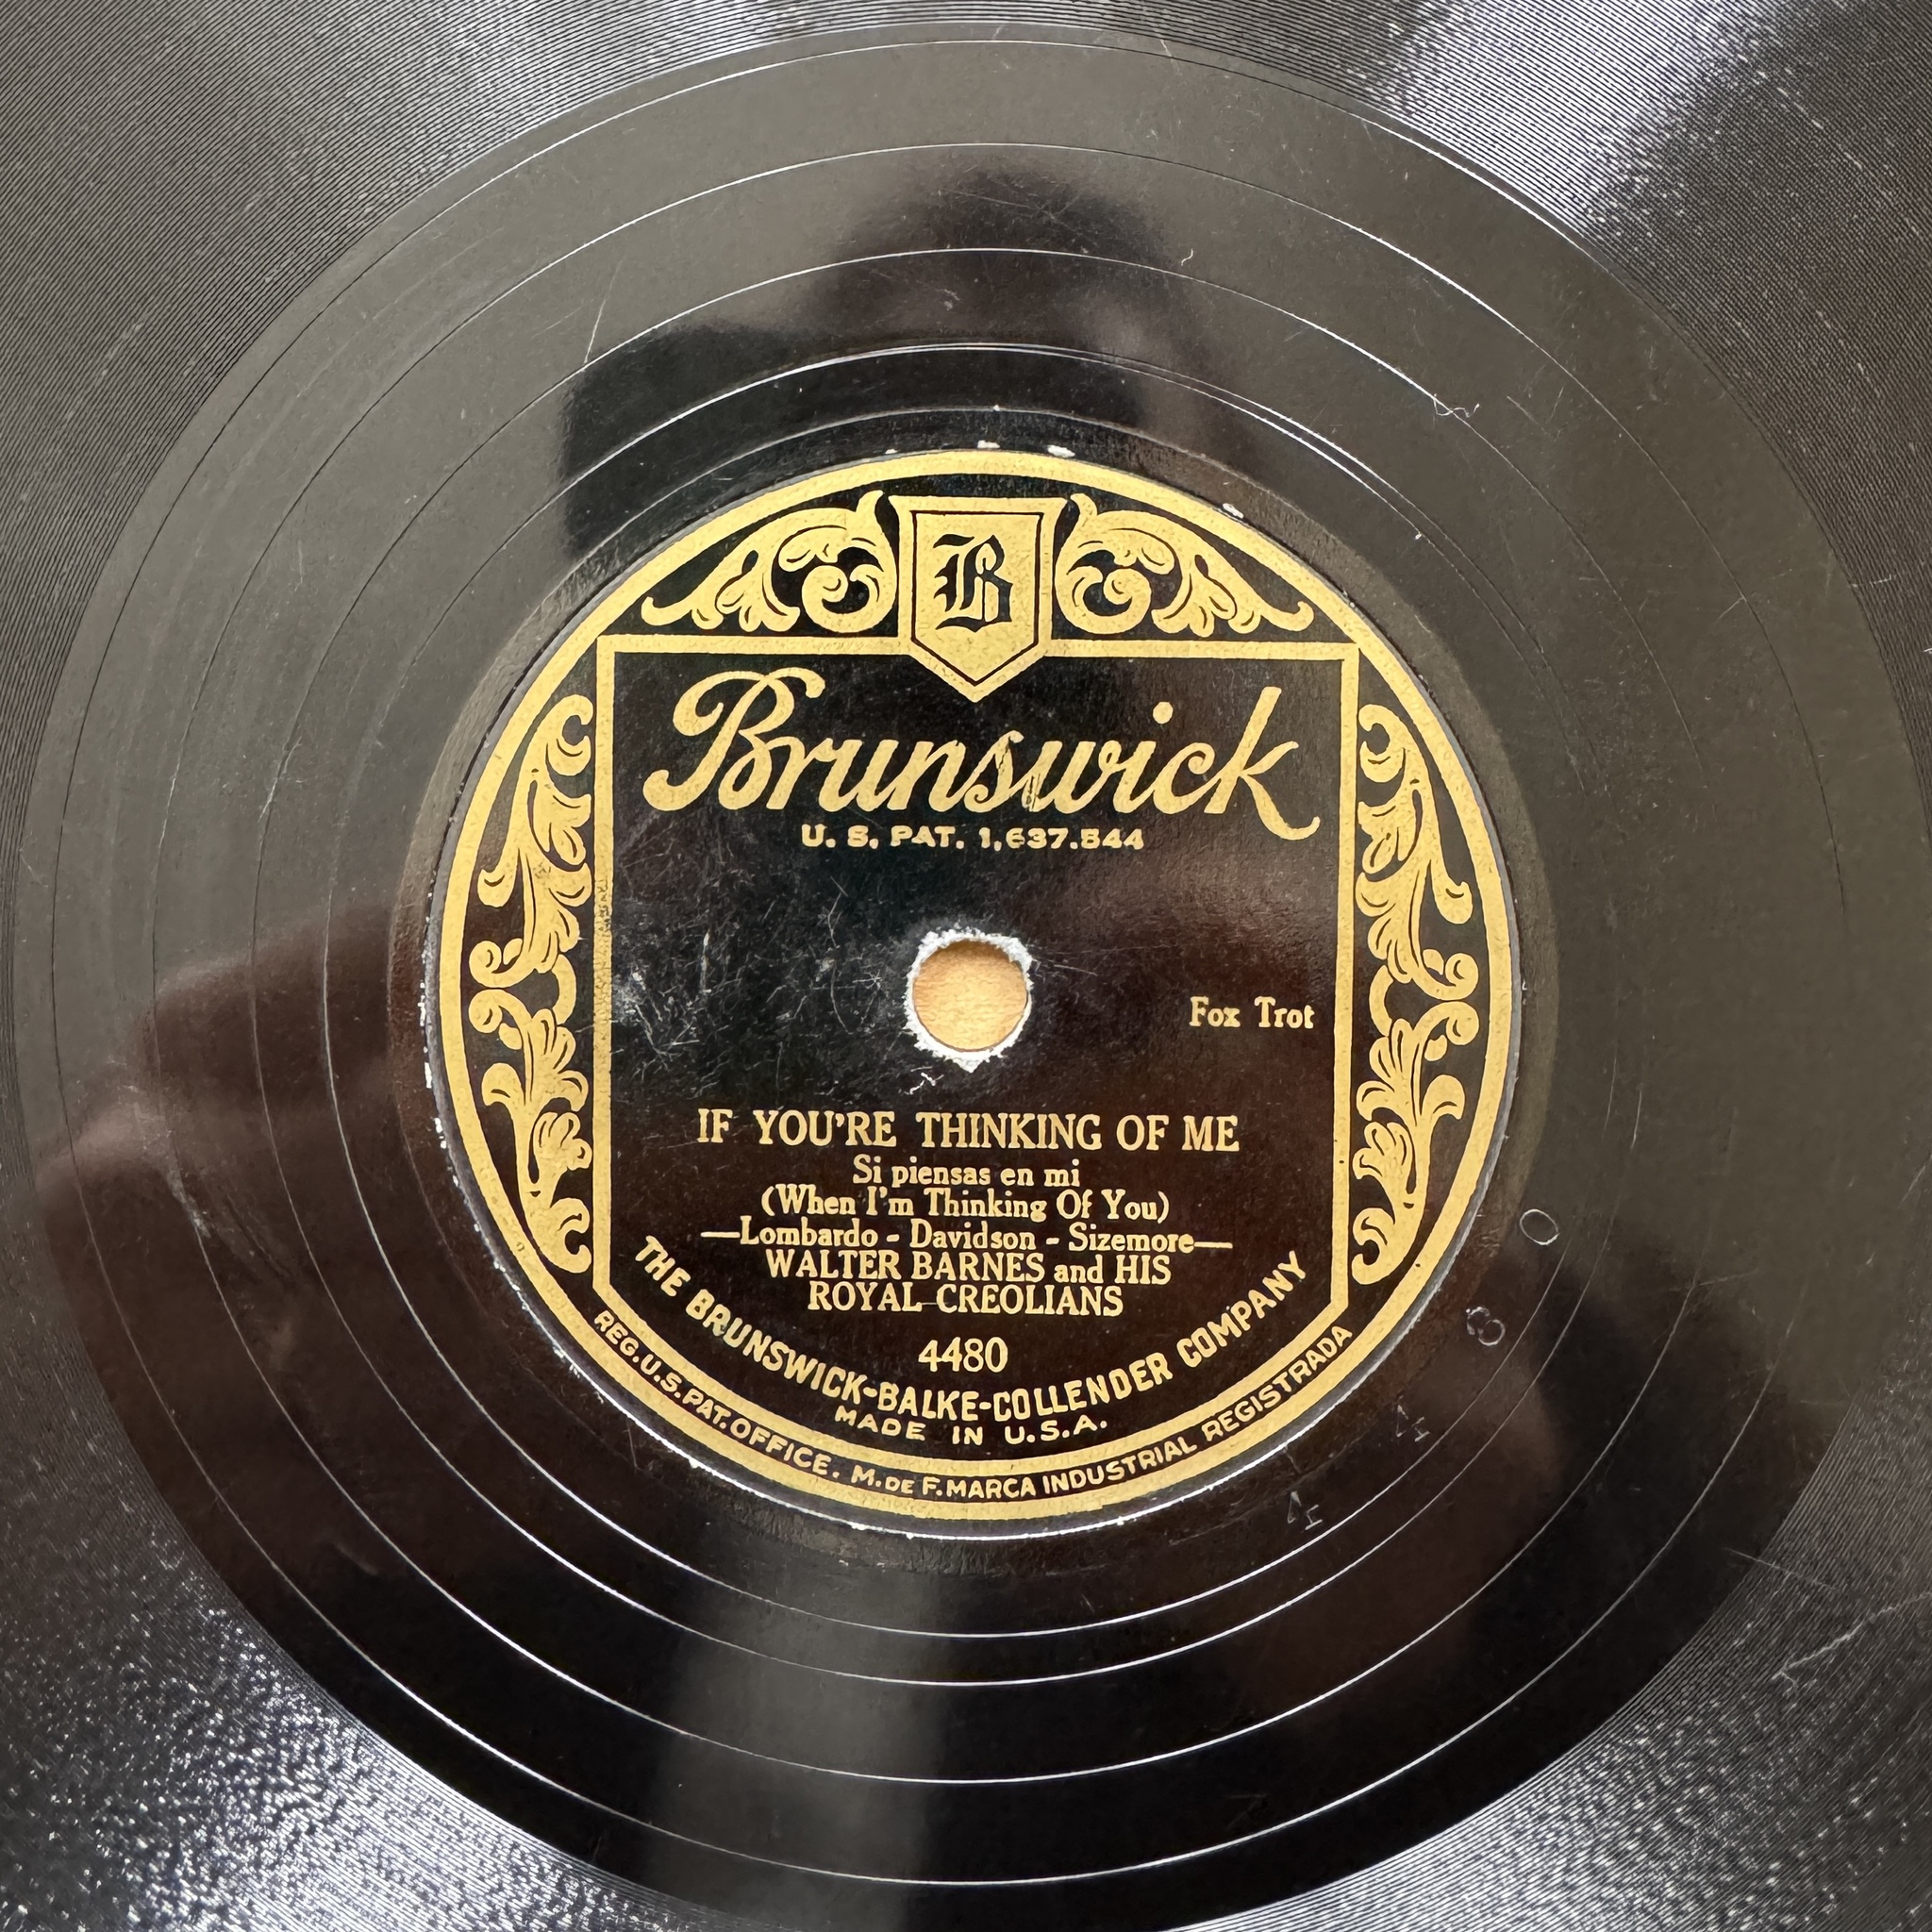 B
Brunswick
U. S. PAT. 1,637.544
Fox Trot
IF YOU'RE THINKING OF ME
Si piensas en mi
(When I'm Thinking Of You)
—Lombardo - Davidson - Sizemore—
WALTER BARNES and HIS
ROYAL CREOLIANS
4480
THE BRUNSWICK-BALKE-COLLENDER COMPANY
MADE IN U.S.A.
REG.U.S.PAT.OFFICE. M.DE F.MARCA INDUSTRIAL REGISTRADA
4480